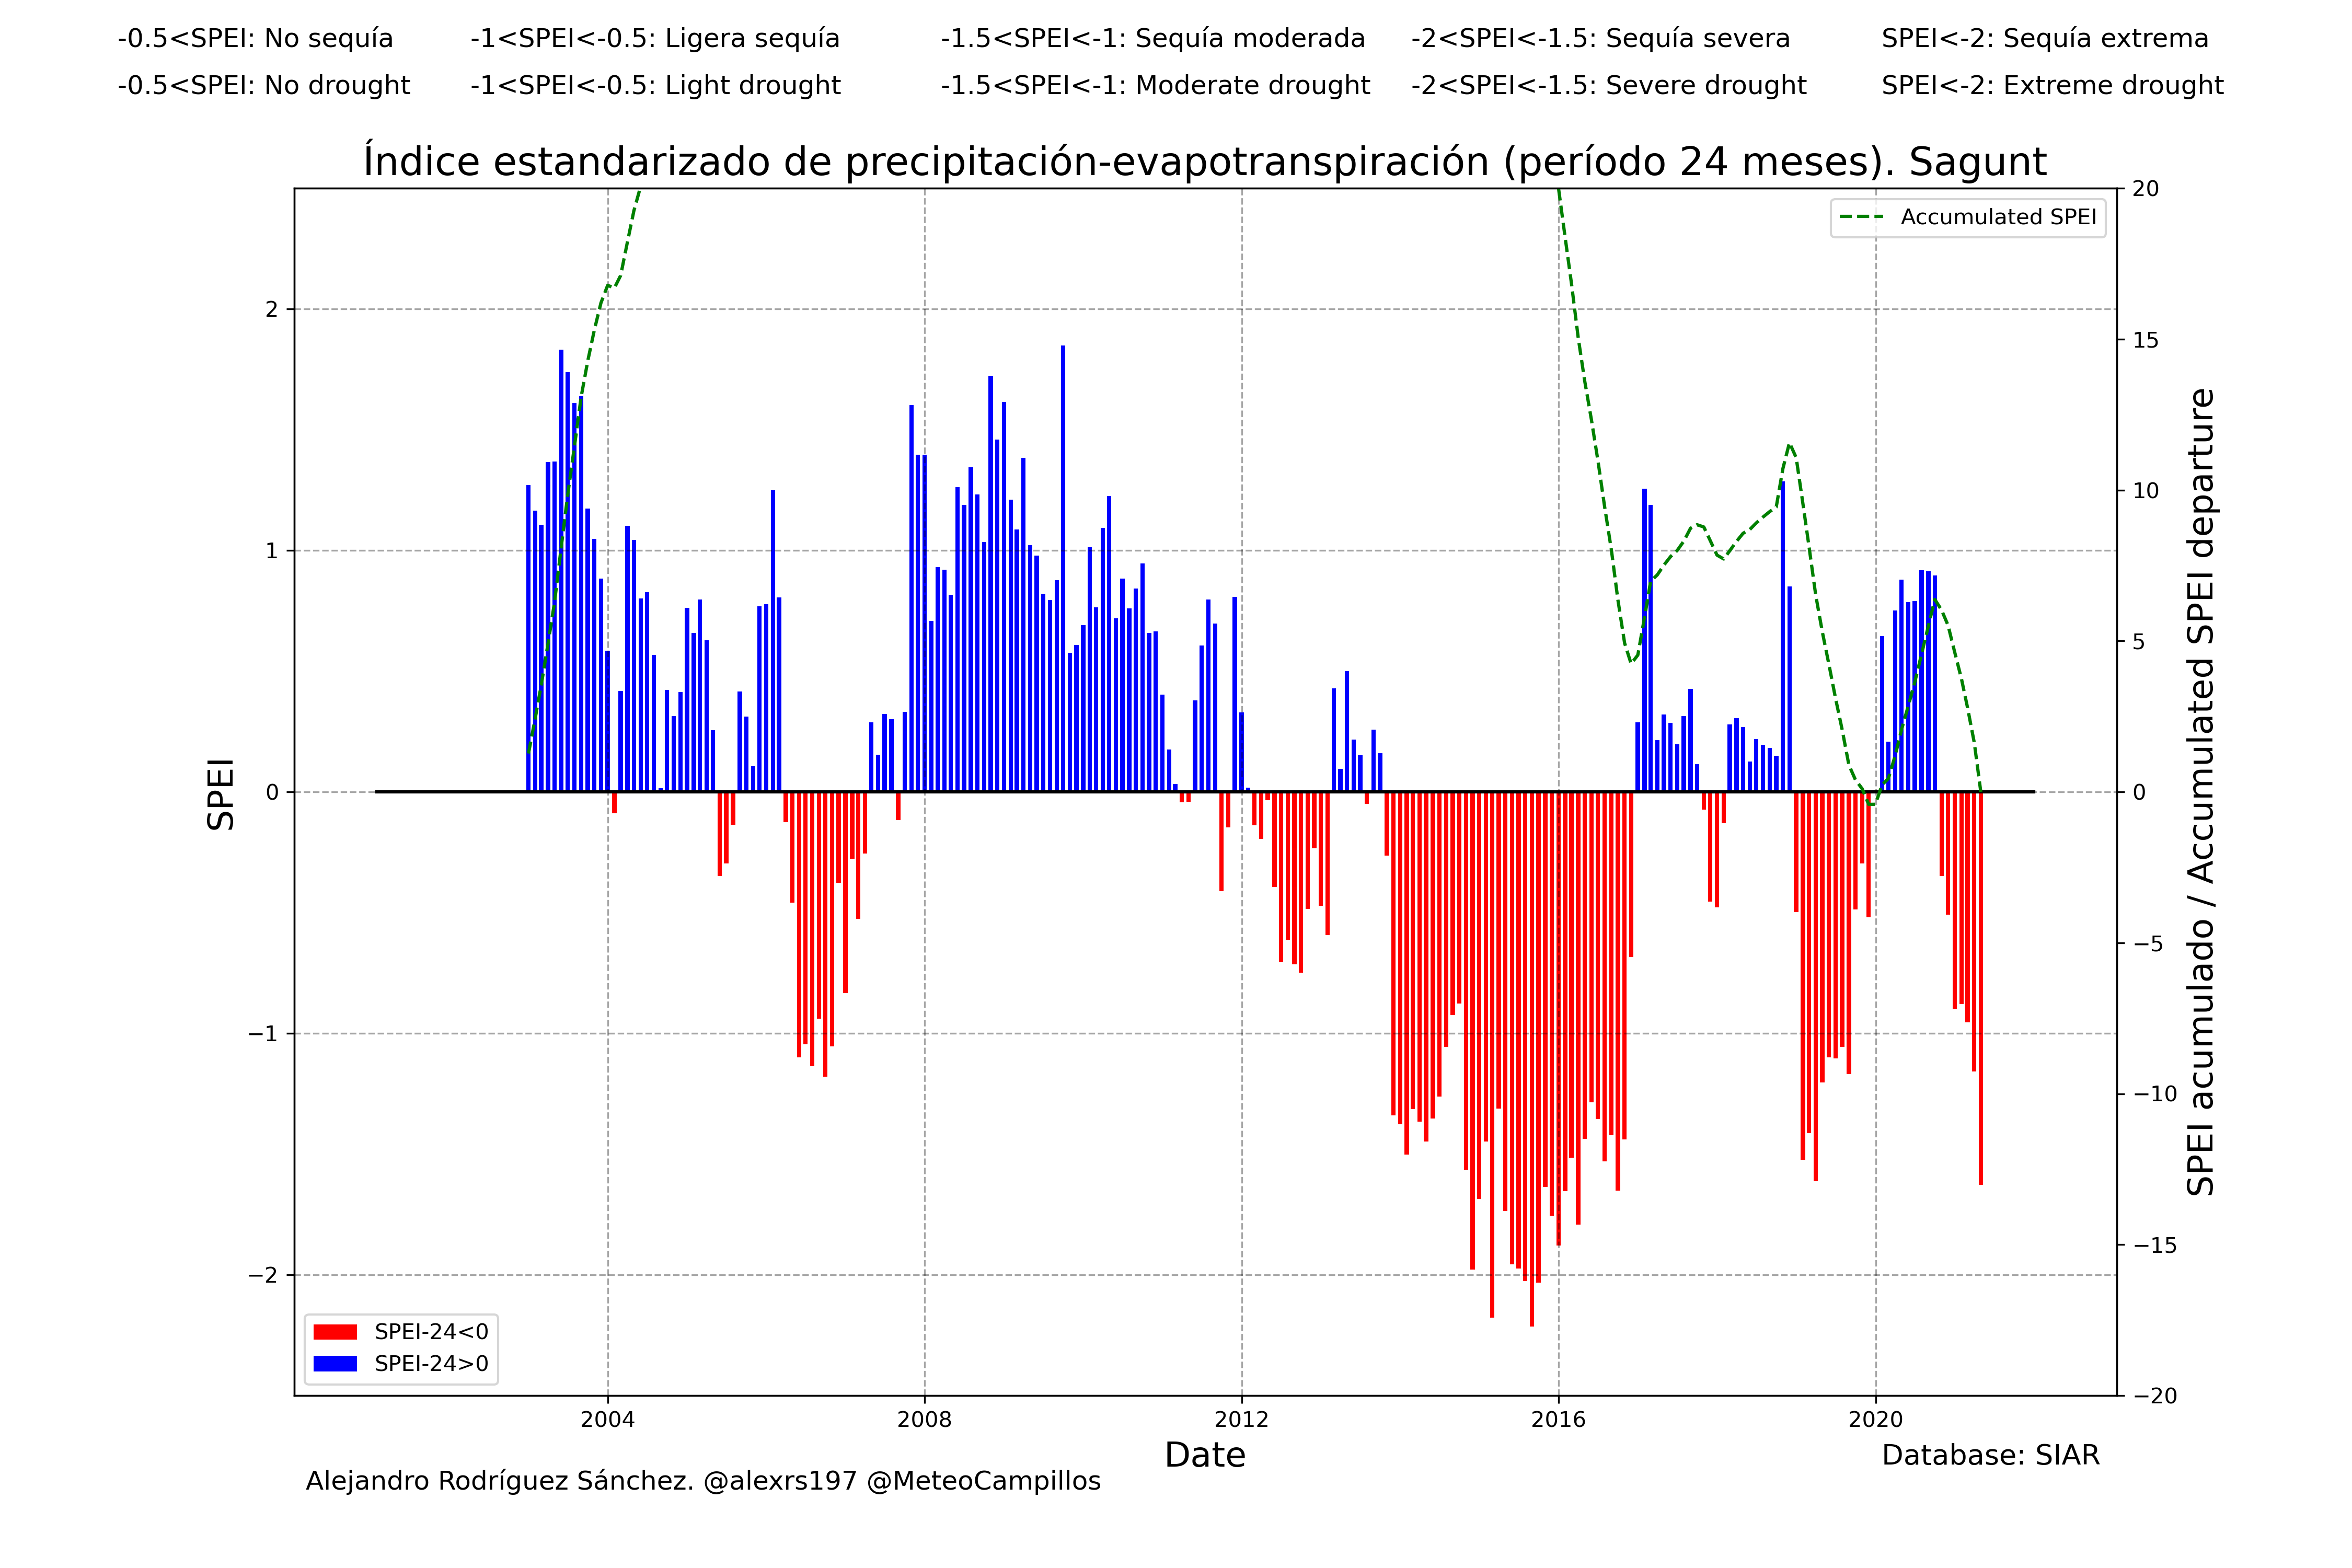 -0.5<SPEI: No sequía -1<SPEI<-0.5: Ligera sequía -1.5<SPEI<-1: Sequía moderada -2<SPEI<-1.5: Sequía severa SPEI<-2: Sequía extrema
-0.5<SPEI: No drought -1<SPEI<-0.5: Light drought -1.5<SPEI<-1: Moderate drought -2<SPEI<-1.5: Severe drought SPEI<-2: Extreme drought
Índice estandarizado de precipitación-evapotranspiración (período 24 meses). Sagunt
Accumulated SPEI
SPEI
2
1
0
−1
−2
20
15
10
5
0
−5
−10
−15
−20
SPEI acumulado / Accumulated SPEI departure
SPEI-24<0
SPEI-24>0
2004 2008 2012 2016 2020
Date
Database: SIAR
Alejandro Rodríguez Sánchez. @alexrs197 @MeteoCampillos